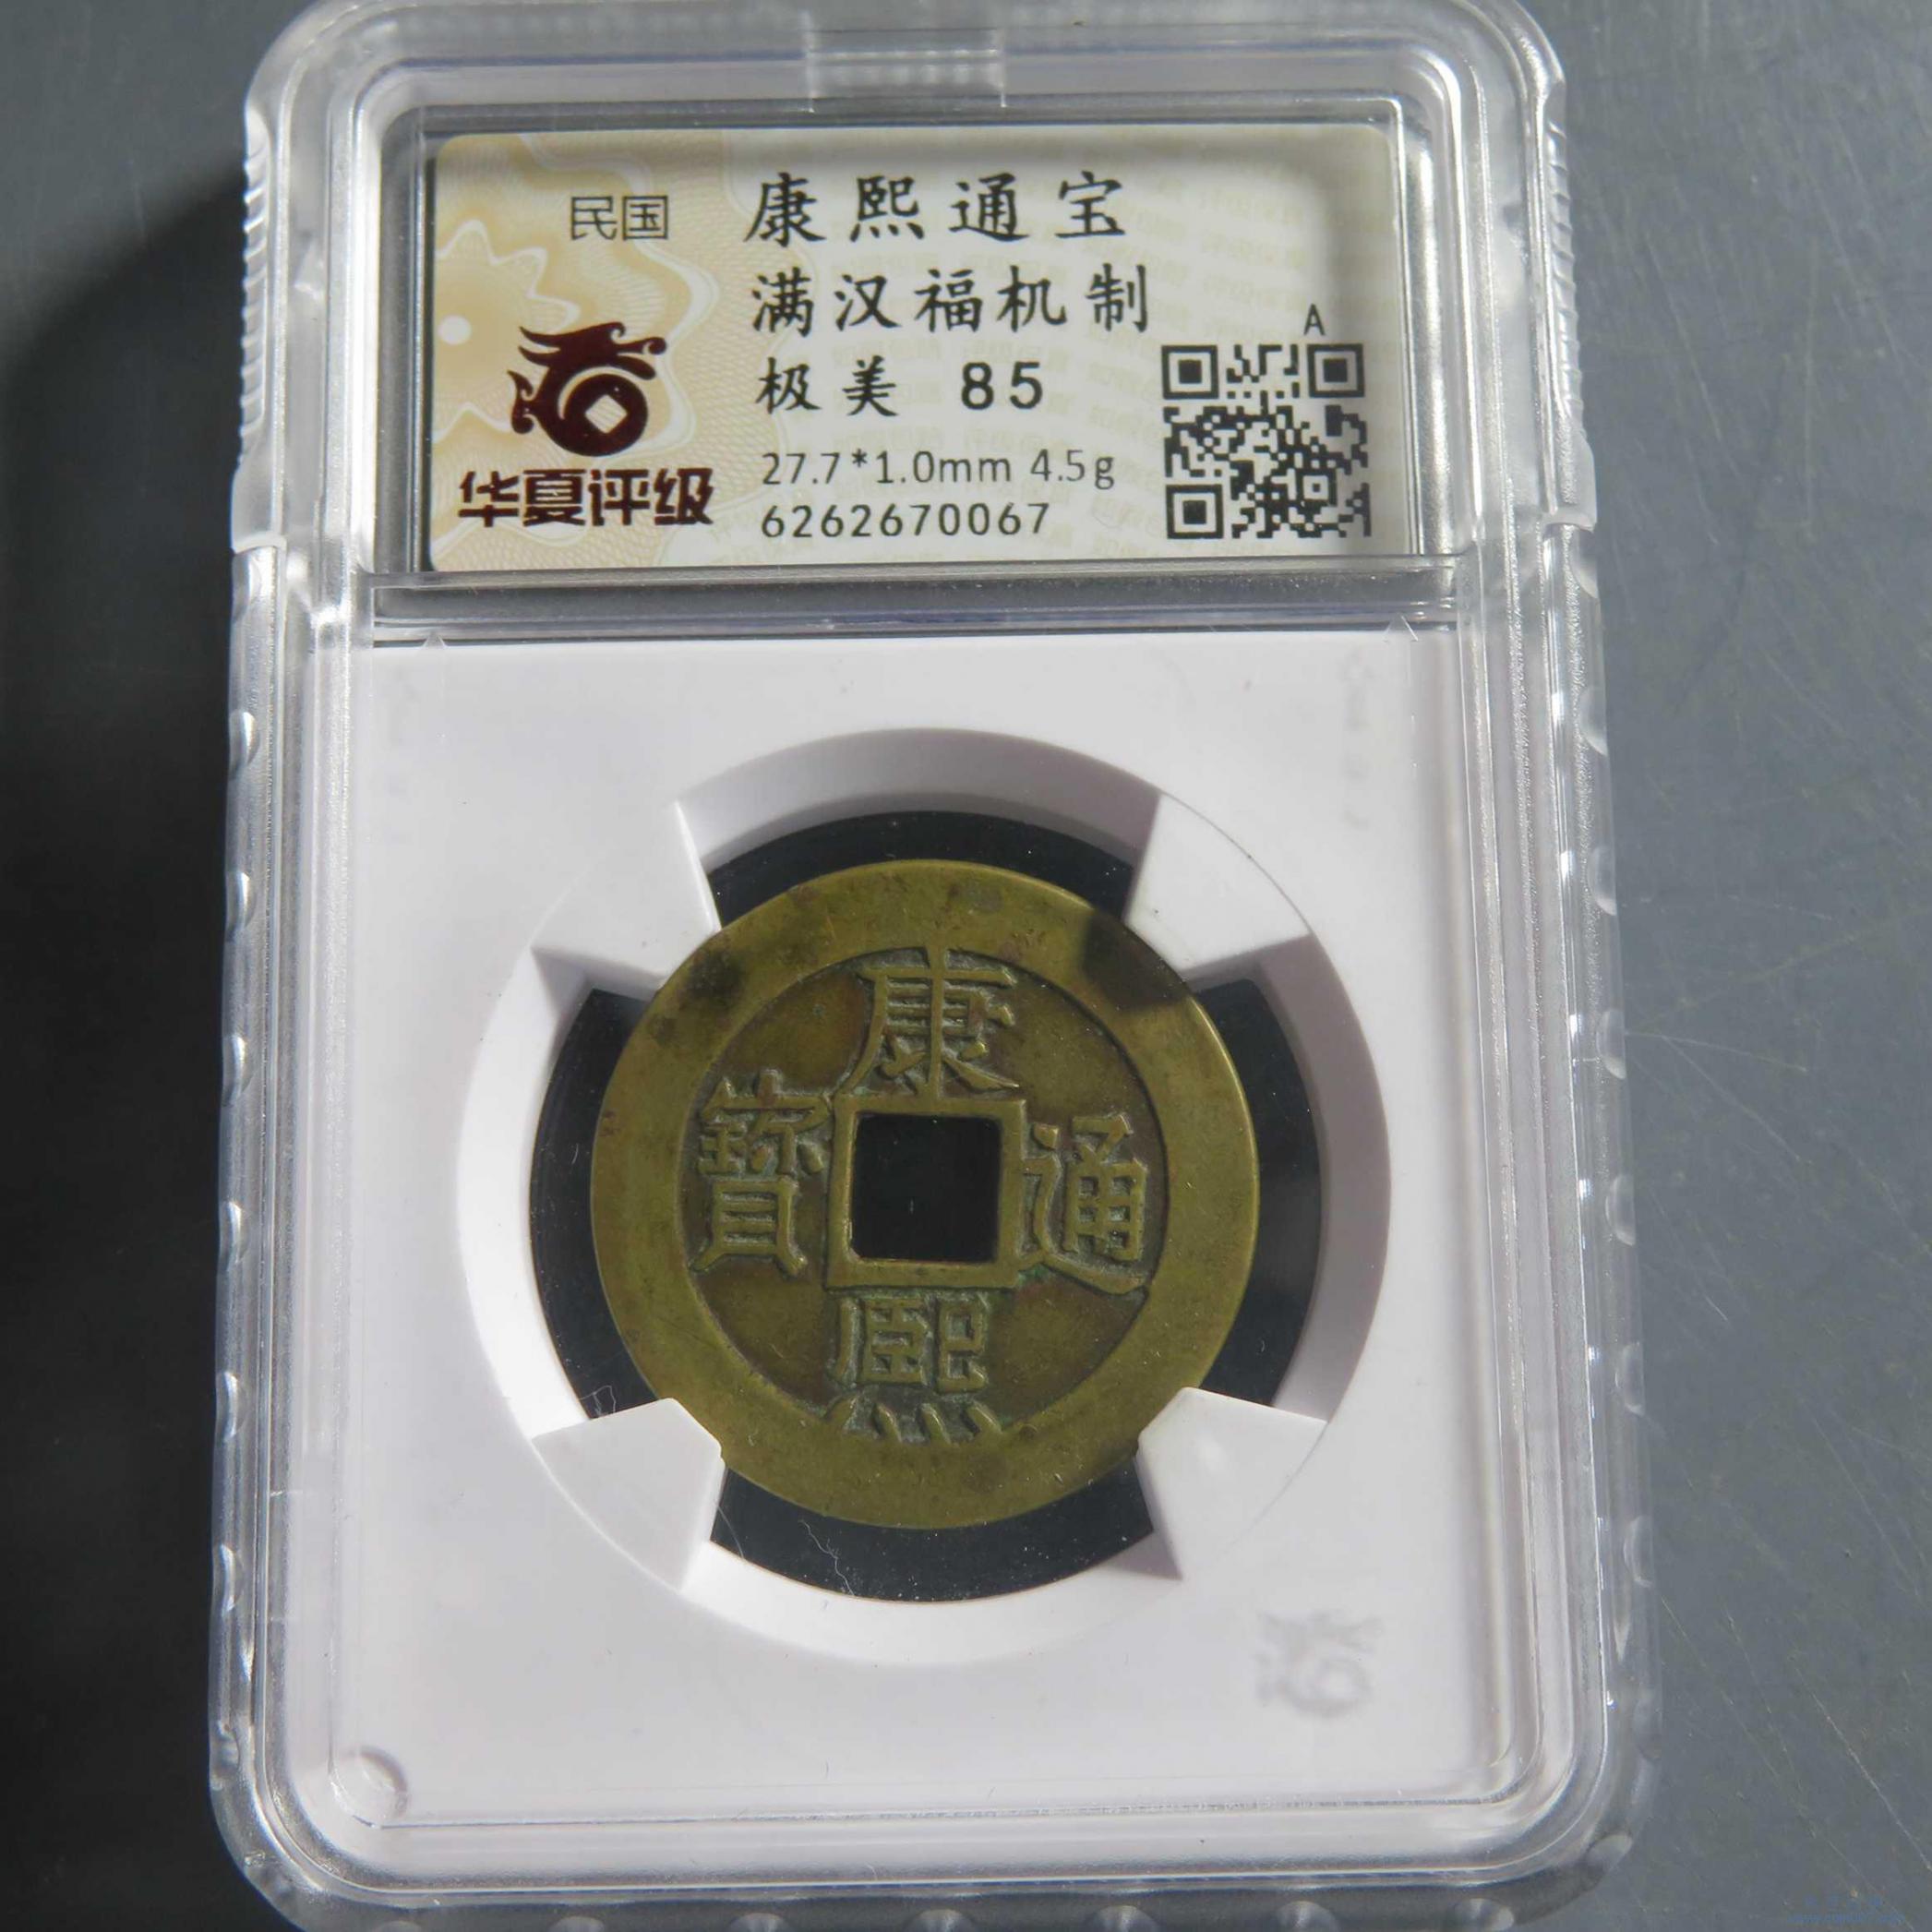 民国 康熙通宝
满汉福机制
A
极美 85
华夏评级
27.7*1.0mm 4.5g
6262670067
康
寶 通
熙